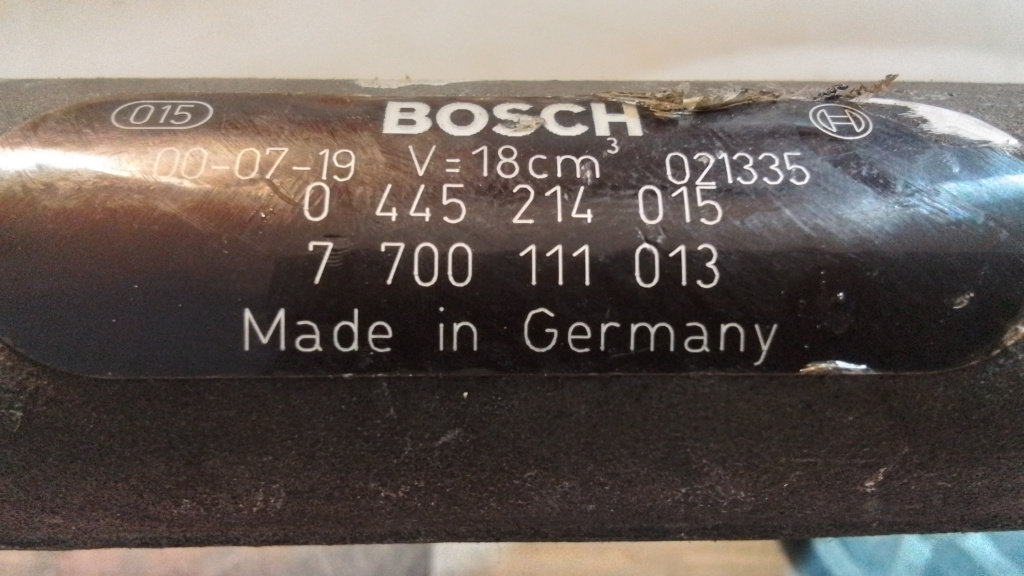 015 BOSCH
00-07-19 V=18cm³ 021335
0 445 214 015
7 700 111 013
Made in Germany